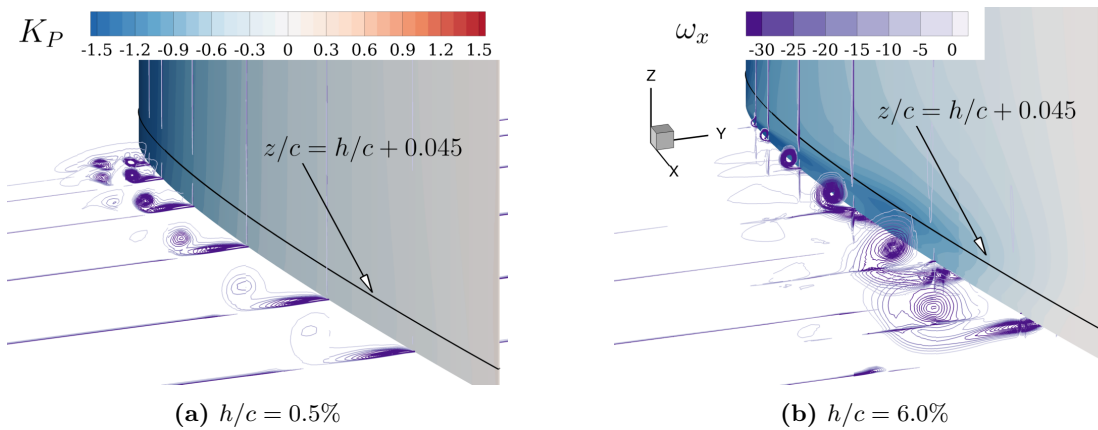 K_P
-1.5 -1.2 -0.9 -0.6 -0.3 0 0.3 0.6 0.9 1.2 1.5
z/c = h/c + 0.045
(a) h/c = 0.5%
ω_x
-30 -25 -20 -15 -10 -5 0
Z
Y
X
z/c = h/c + 0.045
(b) h/c = 6.0%